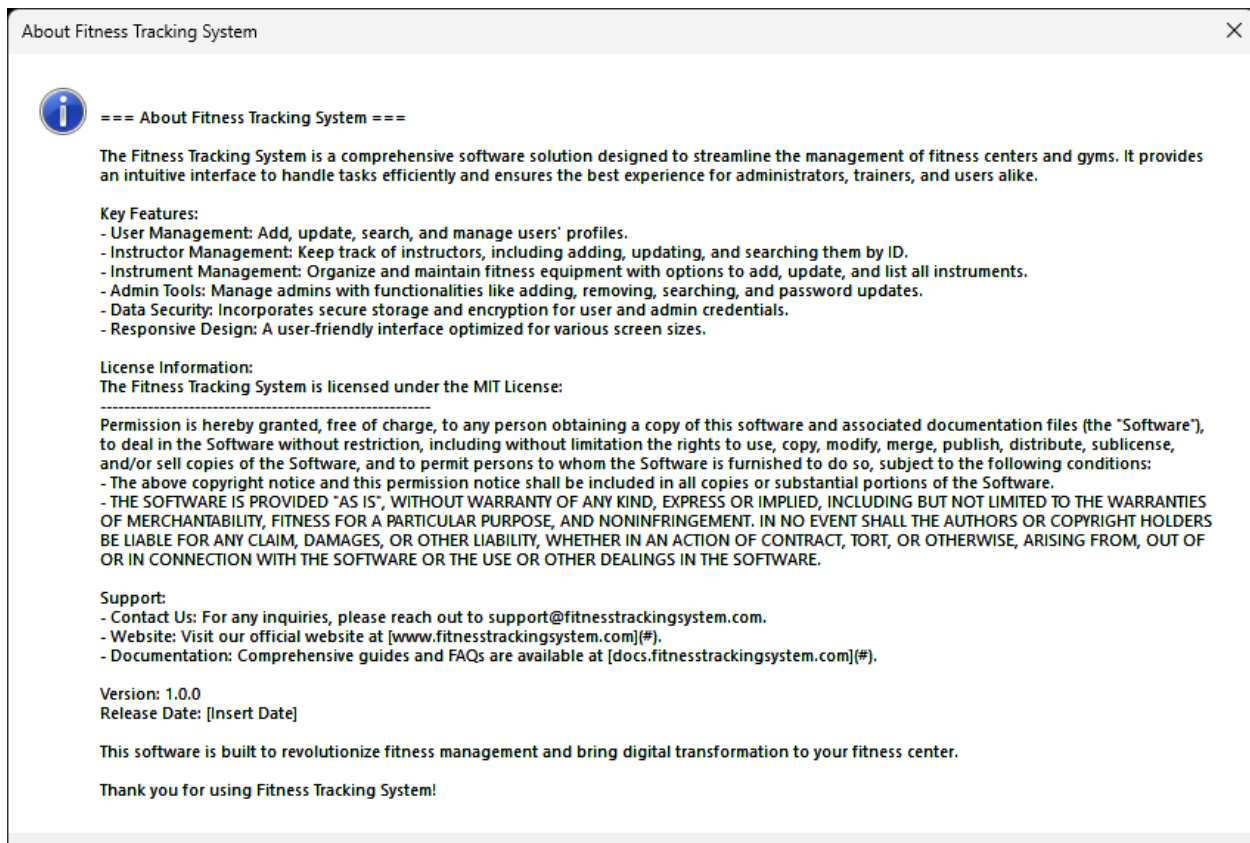 About Fitness Tracking System
=== About Fitness Tracking System ===
The Fitness Tracking System is a comprehensive software solution designed to streamline the management of fitness centers and gyms. It provides
an intuitive interface to handle tasks efficiently and ensures the best experience for administrators, trainers, and users alike.
Key Features:
- User Management: Add, update, search, and manage users' profiles.
- Instructor Management: Keep track of instructors, including adding, updating, and searching them by ID.
- Instrument Management: Organize and maintain fitness equipment with options to add, update, and list all instruments.
- Admin Tools: Manage admins with functionalities like adding, removing, searching, and password updates.
- Data Security: Incorporates secure storage and encryption for user and admin credentials.
- Responsive Design: A user-friendly interface optimized for various screen sizes.
License Information:
The Fitness Tracking System is licensed under the MIT License:
--------------------------------------------------------
Permission is hereby granted, free of charge, to any person obtaining a copy of this software and associated documentation files (the "Software"),
to deal in the Software without restriction, including without limitation the rights to use, copy, modify, merge, publish, distribute, sublicense,
and/or sell copies of the Software, and to permit persons to whom the Software is furnished to do so, subject to the following conditions:
- The above copyright notice and this permission notice shall be included in all copies or substantial portions of the Software.
- THE SOFTWARE IS PROVIDED "AS IS", WITHOUT WARRANTY OF ANY KIND, EXPRESS OR IMPLIED, INCLUDING BUT NOT LIMITED TO THE WARRANTIES
OF MERCHANTABILITY, FITNESS FOR A PARTICULAR PURPOSE, AND NONINFRINGEMENT. IN NO EVENT SHALL THE AUTHORS OR COPYRIGHT HOLDERS
BE LIABLE FOR ANY CLAIM, DAMAGES, OR OTHER LIABILITY, WHETHER IN AN ACTION OF CONTRACT, TORT, OR OTHERWISE, ARISING FROM, OUT OF
OR IN CONNECTION WITH THE SOFTWARE OR THE USE OR OTHER DEALINGS IN THE SOFTWARE.
Support:
- Contact Us: For any inquiries, please reach out to support@fitnesstrackingsystem.com.
- Website: Visit our official website at [www.fitnesstrackingsystem.com](#).
- Documentation: Comprehensive guides and FAQs are available at [docs.fitnesstrackingsystem.com](#).
Version: 1.0.0
Release Date: [Insert Date]
This software is built to revolutionize fitness management and bring digital transformation to your fitness center.
Thank you for using Fitness Tracking System!